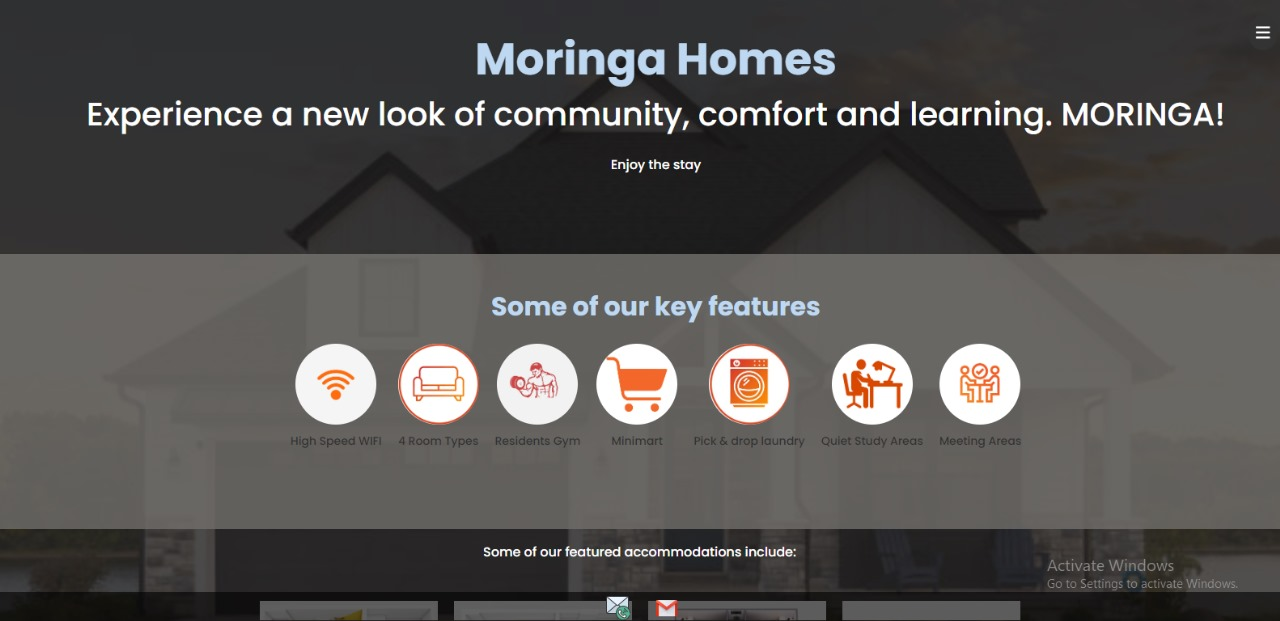 Moringa Homes
Experience a new look of community, comfort and learning. MORINGA!
Enjoy the stay
Some of our key features
High Speed WIFI
4 Room Types
Residents Gym
Minimart
Pick & drop laundry
Quiet Study Areas
Meeting Areas
Some of our featured accommodations include:
Activate Windows
Go to Settings to activate Windows.